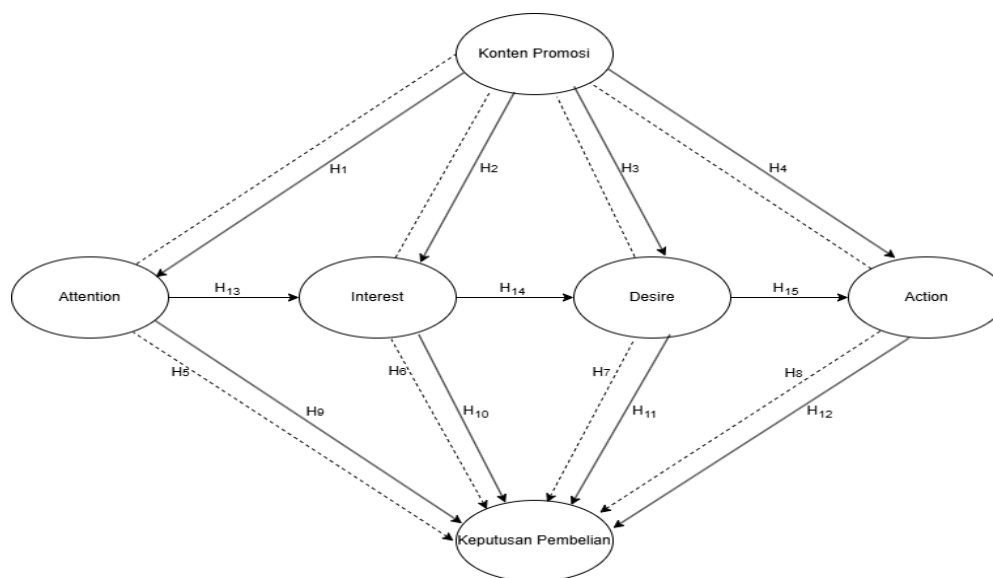 Konten Promosi
H1
H2
H3
H4
Attention
H13
Interest
H14
Desire
H15
Action
H5
H9
H6
H10
H7
H11
H8
H12
Keputusan Pembelian